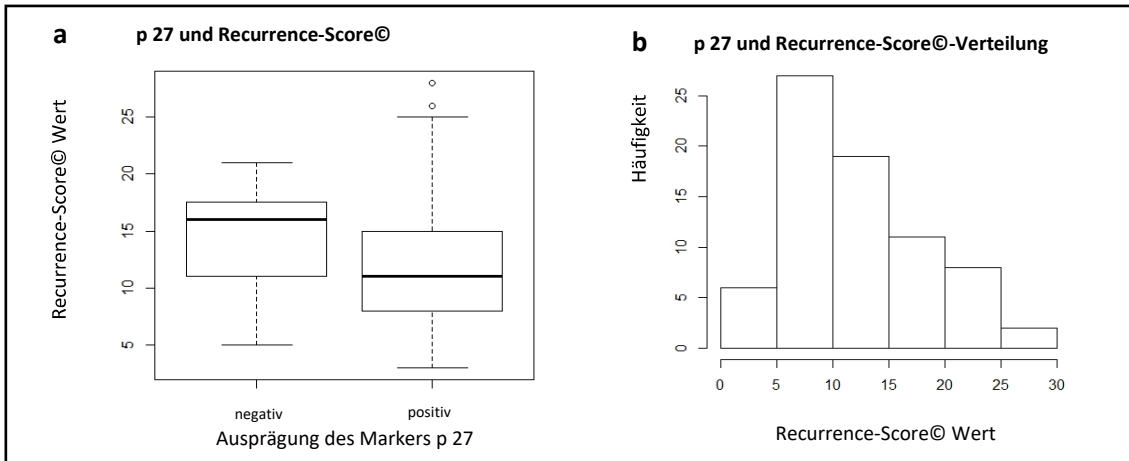 a
p 27 und Recurrence-Score©
Recurrence-Score© Wert
25
20
15
10
5
negativ
positiv
Ausprägung des Markers p 27
b
p 27 und Recurrence-Score©-Verteilung
Häufigkeit
25
20
15
10
5
0
0 5 10 15 20 25 30
Recurrence-Score© Wert